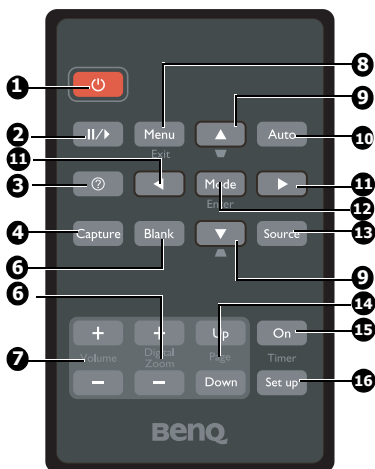 1
8
9
2
II/▶ Menu Auto
Exit
10
11
11
3
? Mode
Enter
12
4
Capture Blank Source
13
6
9
6
14
+ + Up On
15
7
Volume Digital Zoom Page Timer
− − Down Set up
16
BenQ